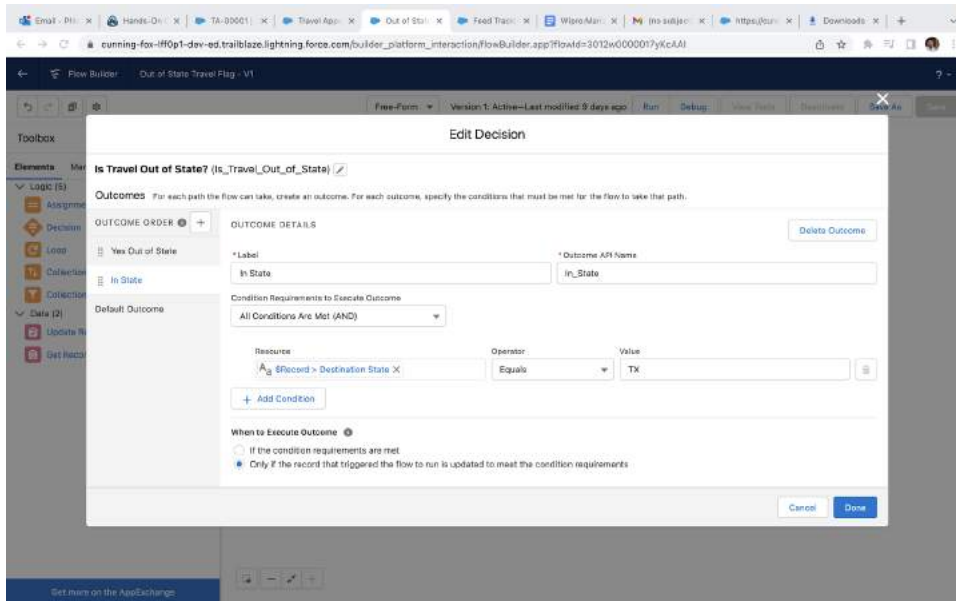 Email - Phi
Hands-On
TA-00001
Travel App
Out of Stat
Feed Track
Wipro Mar
(no subjec
https://cur
Downloads
cunning-fox-lff0p1-dev-ed.trailblaze.lightning.force.com/builder_platform_interaction/flowBuilder.app?flowId=3012w0000017yKcAAI
Flow Builder Out of State Travel Flag - V1 ?
Free-Form Version 1: Active—Last modified 9 days ago Run Debug View Tests Deactivate Save As Save
Toolbox
Elements Man
Logic (5)
Assignme
Decision
Loop
Collection
Collection
Data (2)
Update Re
Get Recor
Get more on the AppExchange
Edit Decision
Is Travel Out of State? (Is_Travel_Out_of_State)
Outcomes For each path the flow can take, create an outcome. For each outcome, specify the conditions that must be met for the flow to take that path.
OUTCOME ORDER
Yes Out of State
In State
Default Outcome
OUTCOME DETAILS
Delete Outcome
*Label *Outcome API Name
In State In_State
Condition Requirements to Execute Outcome
All Conditions Are Met (AND)
Resource Operator Value
$Record > Destination State Equals TX
+ Add Condition
When to Execute Outcome
If the condition requirements are met
Only if the record that triggered the flow to run is updated to meet the condition requirements
Cancel Done